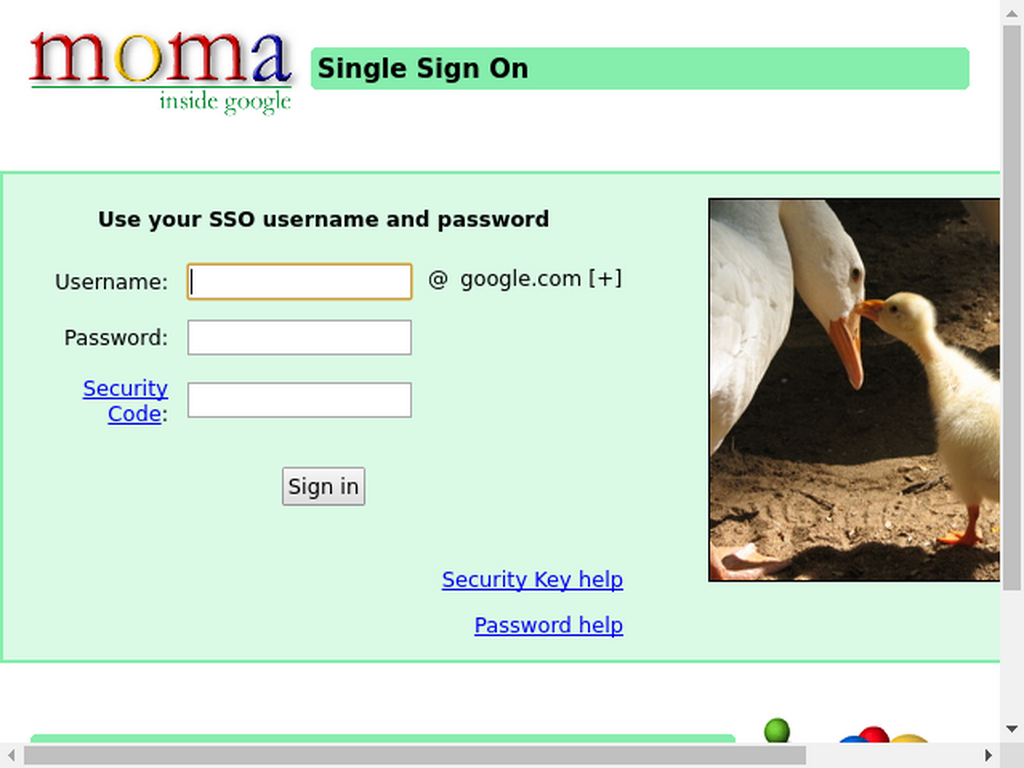 moma
inside google
Single Sign On
Use your SSO username and password
Username:
@ google.com [+]
Password:
Security
Code:
Sign in
Security Key help
Password help